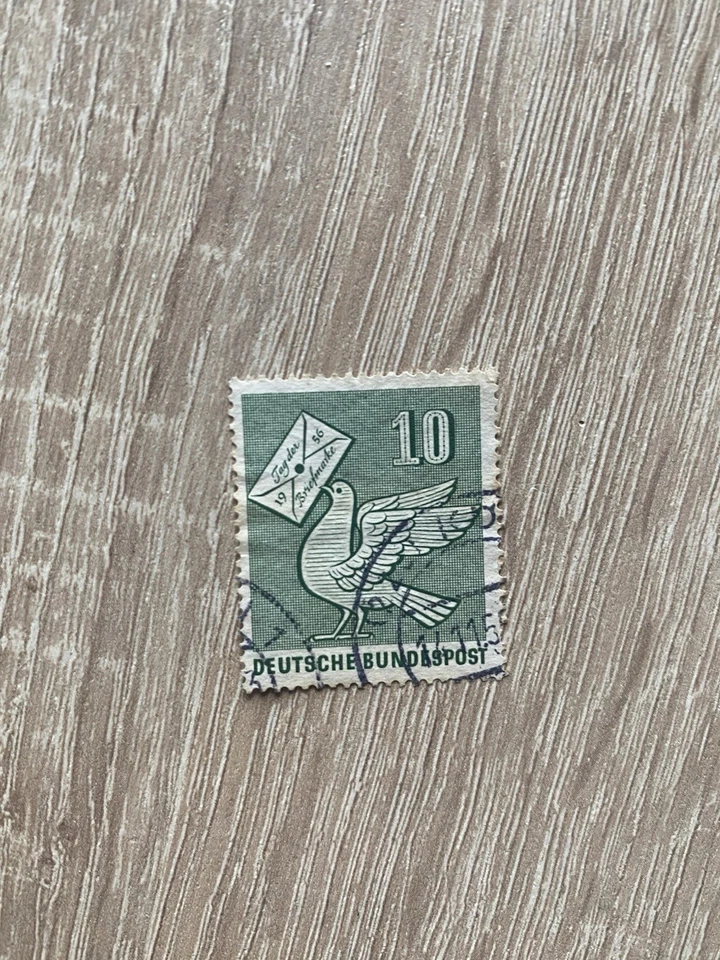 10
Tag der
Briefmarke
19 56
DEUTSCHE BUNDESPOST